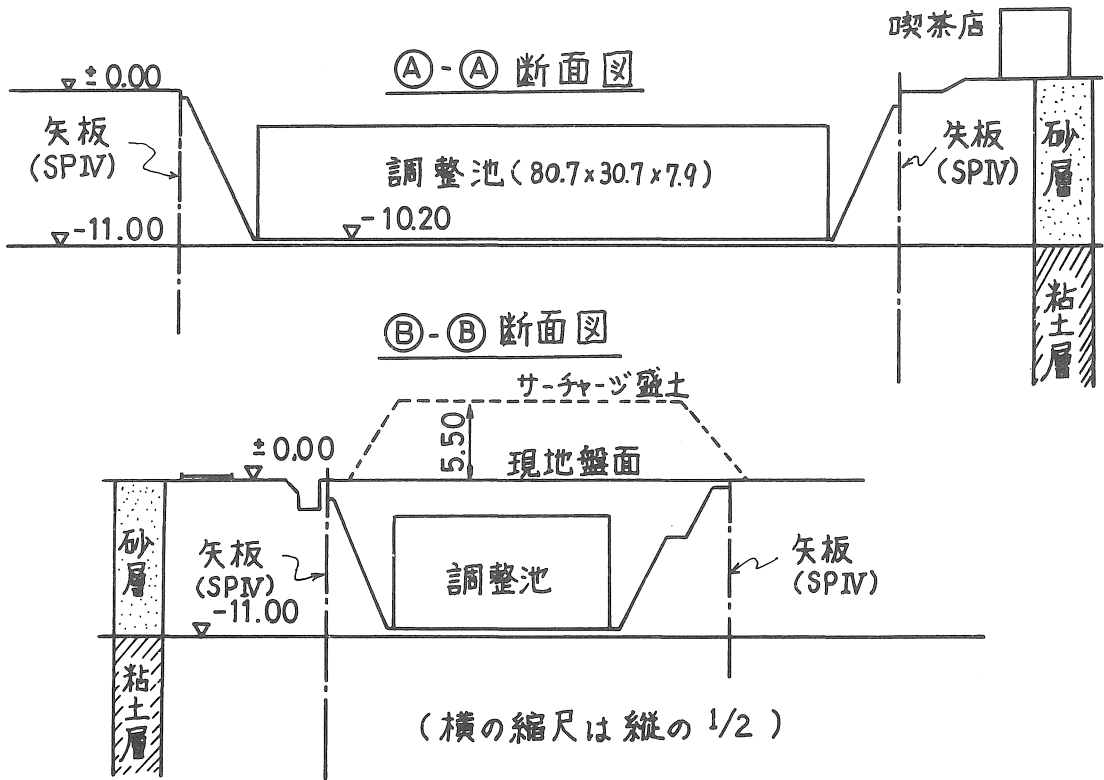 喫茶店
Ⓐ-Ⓐ 断面図
±0.00
矢板
(SPⅣ)
調整池(80.7×30.7×7.9)
-10.20
-11.00
矢板
(SPⅣ)
砂層
粘土層
Ⓑ-Ⓑ 断面図
サーチャージ盛土
5.50
±0.00
現地盤面
砂層
矢板
(SPⅣ)
調整池
矢板
(SPⅣ)
-11.00
粘土層
(横の縮尺は縦の 1/2)